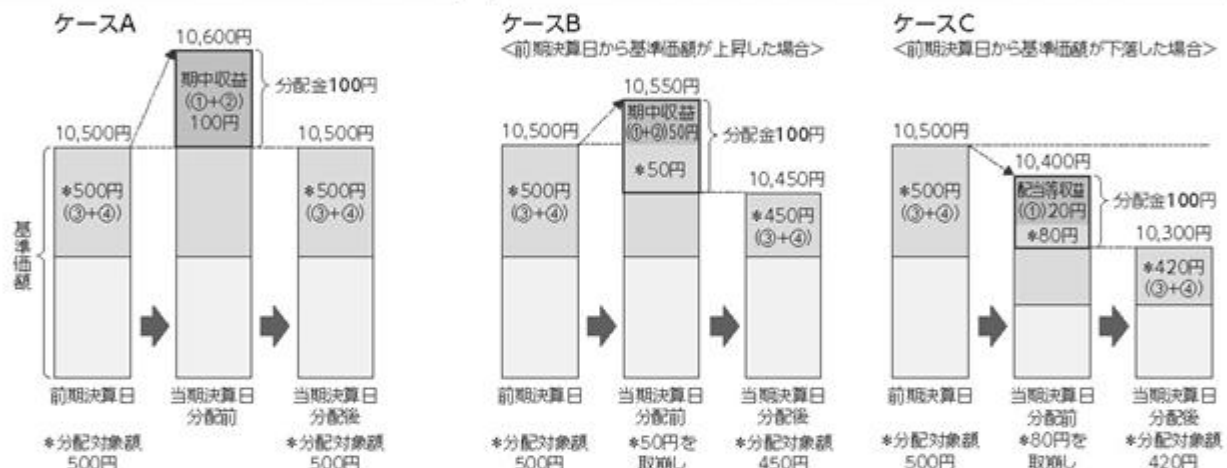 ケースA
10,600円
期中収益
(①+②)
100円
分配金100円
10,500円
10,500円
*500円
(③+④)
*500円
(③+④)
基準価額
前期決算日
当期決算日
分配前
当期決算日
分配後
*分配対象額
500円
*分配対象額
500円
ケースB
<前期決算日から基準価額が上昇した場合>
10,550円
期中収益
(①+②)50円
*50円
分配金100円
10,500円
10,450円
*500円
(③+④)
*450円
(③+④)
前期決算日
当期決算日
分配前
当期決算日
分配後
*分配対象額
500円
*50円を
取崩し
*分配対象額
450円
ケースC
<前期決算日から基準価額が下落した場合>
10,500円
10,400円
配当等収益
(①)20円
*80円
分配金100円
10,300円
*500円
(③+④)
*420円
(③+④)
前期決算日
当期決算日
分配前
当期決算日
分配後
*分配対象額
500円
*80円を
取崩し
*分配対象額
420円